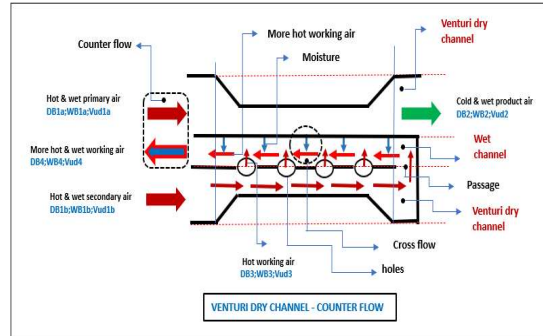 More hot working air
Venturi dry
channel
Counter flow
Moisture
Hot & wet primary air
DB1a;WB1a;Vud1a
Cold & wet product air
DB2;WB2;Vud2
More hot & wet working air
DB4;WB4;Vud4
Wet
channel
Hot & wet secondary air
DB1b;WB1b;Vud1b
Passage
Venturi dry
channel
Cross flow
Hot working air
DB3;WB3;Vud3
holes
VENTURI DRY CHANNEL - COUNTER FLOW